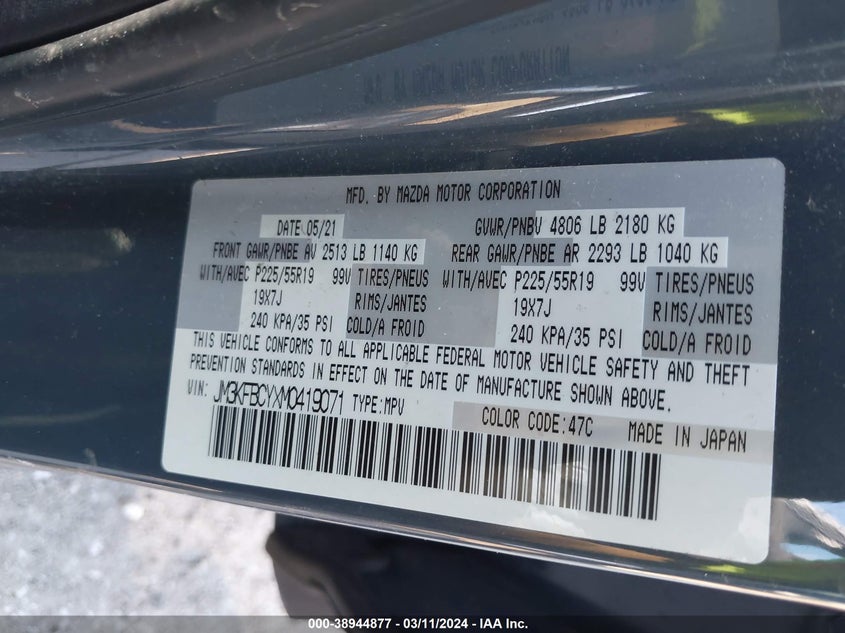 MFD. BY MAZDA MOTOR CORPORATION
DATE 05/21 GVWR/PNBV 4806 LB 2180 KG
FRONT GAWR/PNBE AV 2513 LB 1140 KG REAR GAWR/PNBE AR 2293 LB 1040 KG
WITH/AVEC P225/55R19 99V TIRES/PNEUS WITH/AVEC P225/55R19 99V TIRES/PNEUS
19X7J RIMS/JANTES 19X7J RIMS/JANTES
240 KPA/35 PSI COLD/A FROID 240 KPA/35 PSI COLD/A FROID
THIS VEHICLE CONFORMS TO ALL APPLICABLE FEDERAL MOTOR VEHICLE SAFETY AND THEFT
PREVENTION STANDARDS IN EFFECT ON THE DATE OF MANUFACTURE SHOWN ABOVE.
VIN: JM3KFBCYXM0419071 TYPE:MPV COLOR CODE:47C MADE IN JAPAN
000-38944877 - 03/11/2024 - IAA Inc.